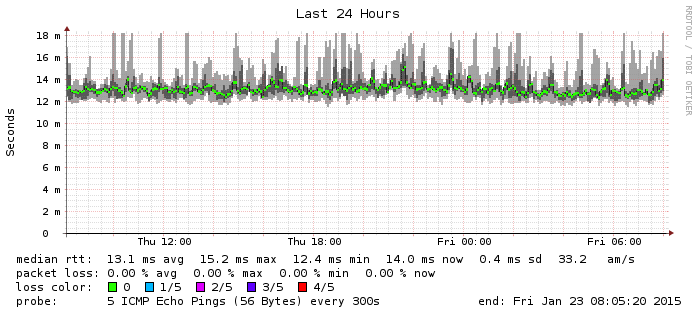 Last 24 Hours
RRDTOOL / TOBI OETIKER
Seconds
18 m
16 m
14 m
12 m
10 m
8 m
6 m
4 m
2 m
0
Thu 12:00 Thu 18:00 Fri 00:00 Fri 06:00
median rtt: 13.1 ms avg 15.2 ms max 12.4 ms min 14.0 ms now 0.4 ms sd 33.2 am/s
packet loss: 0.00 % avg 0.00 % max 0.00 % min 0.00 % now
loss color: 0 1/5 2/5 3/5 4/5
probe: 5 ICMP Echo Pings (56 Bytes) every 300s end: Fri Jan 23 08:05:20 2015